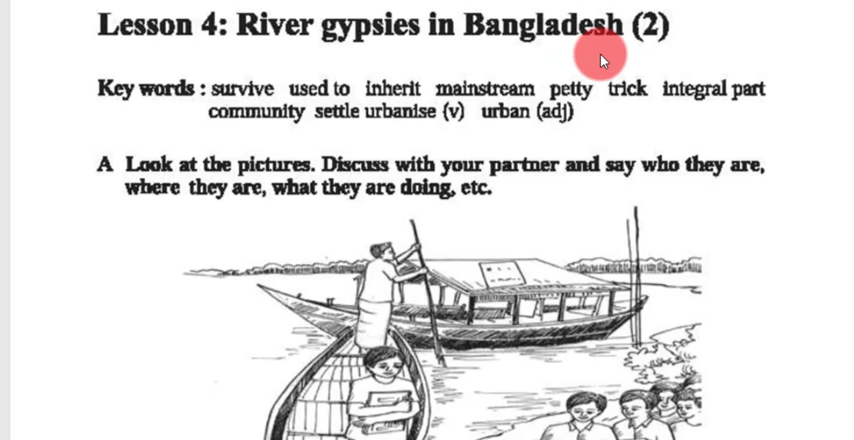 Lesson 4: River gypsies in Bangladesh (2)
Key words : survive used to inherit mainstream petty trick integral part
community settle urbanise (v) urban (adj)
A Look at the pictures. Discuss with your partner and say who they are,
where they are, what they are doing, etc.